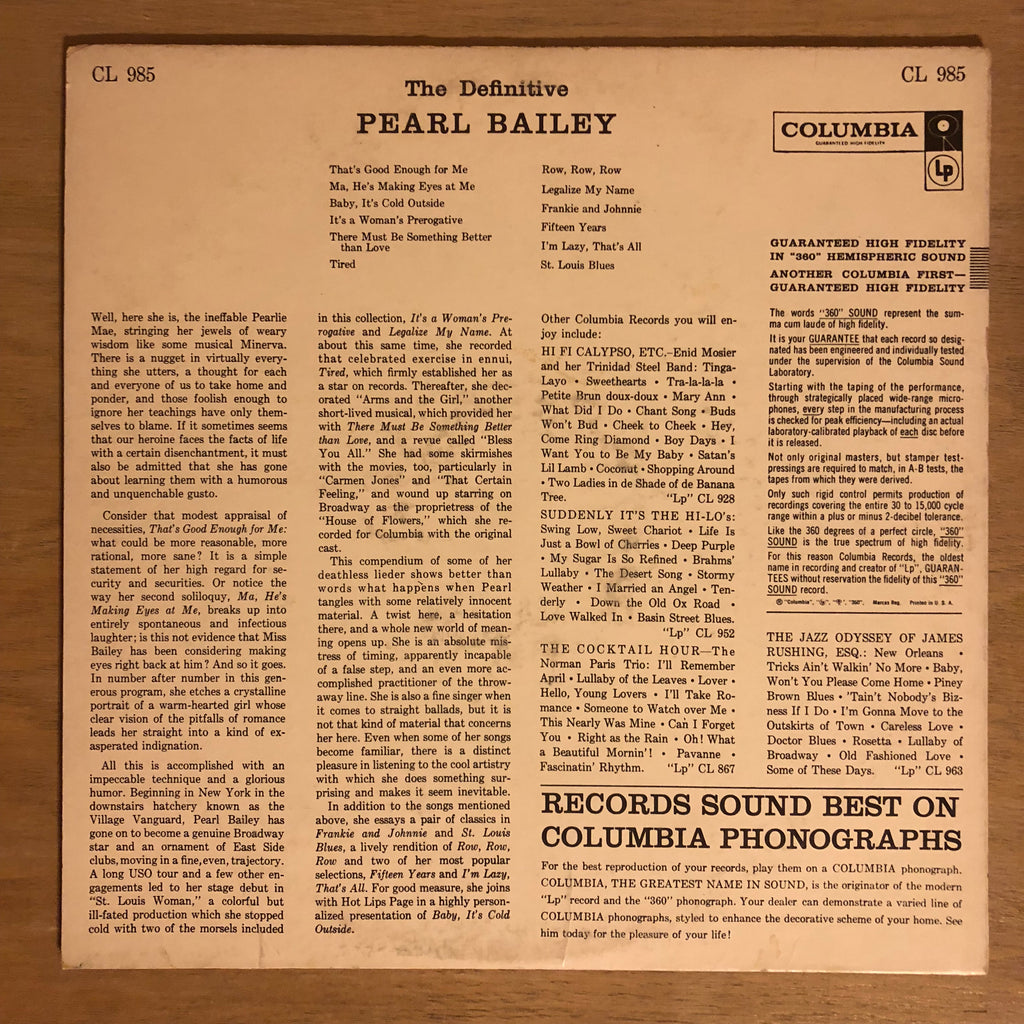 CL 985
CL 985
The Definitive
PEARL BAILEY
COLUMBIA
GUARANTEED HIGH FIDELITY
Lp
That's Good Enough for Me
Ma, He's Making Eyes at Me
Baby, It's Cold Outside
It's a Woman's Prerogative
There Must Be Something Better
than Love
Tired
Row, Row, Row
Legalize My Name
Frankie and Johnnie
Fifteen Years
I'm Lazy, That's All
St. Louis Blues
GUARANTEED HIGH FIDELITY
IN "360" HEMISPHERIC SOUND
ANOTHER COLUMBIA FIRST—
GUARANTEED HIGH FIDELITY
Well, here she is, the ineffable Pearlie
Mae, stringing her jewels of weary
wisdom like some musical Minerva.
There is a nugget in virtually every-
thing she utters, a thought for each
and everyone of us to take home and
ponder, and those foolish enough to
ignore her teachings have only them-
selves to blame. If it sometimes seems
that our heroine faces the facts of life
with a certain disenchantment, it must
also be admitted that she has gone
about learning them with a humorous
and unquenchable gusto.
Consider that modest appraisal of
necessities, That's Good Enough for Me:
what could be more reasonable, more
rational, more sane? It is a simple
statement of her high regard for se-
curity and securities. Or notice the
way her second soliloquy, Ma, He's
Making Eyes at Me, breaks up into
entirely spontaneous and infectious
laughter; is this not evidence that Miss
Bailey has been considering making
eyes right back at him? And so it goes.
In number after number in this gen-
erous program, she etches a crystalline
portrait of a warm-hearted girl whose
clear vision of the pitfalls of romance
leads her straight into a kind of ex-
asperated indignation.
All this is accomplished with an
impeccable technique and a glorious
humor. Beginning in New York in the
downstairs hatchery known as the
Village Vanguard, Pearl Bailey has
gone on to become a genuine Broadway
star and an ornament of East Side
clubs, moving in a fine, even, trajectory.
A long USO tour and a few other en-
gagements led to her stage debut in
"St. Louis Woman," a colorful but
ill-fated production which she stopped
cold with two of the morsels included
in this collection, It's a Woman's Pre-
rogative and Legalize My Name. At
about this same time, she recorded
that celebrated exercise in ennui,
Tired, which firmly established her as
a star on records. Thereafter, she dec-
orated "Arms and the Girl," another
short-lived musical, which provided her
with There Must Be Something Better
than Love, and a revue called "Bless
You All." She had some skirmishes
with the movies, too, particularly in
"Carmen Jones" and "That Certain
Feeling," and wound up starring on
Broadway as the proprietress of the
"House of Flowers," which she re-
corded for Columbia with the original
cast.
This compendium of some of her
deathless lieder shows better than
words what happens when Pearl
tangles with some relatively innocent
material. A twist here, a hesitation
there, and a whole new world of mean-
ing opens up. She is an absolute mis-
tress of timing, apparently incapable
of a false step, and an even more ac-
complished practitioner of the throw-
away line. She is also a fine singer when
it comes to straight ballads, but it is
not that kind of material that concerns
her here. Even when some of her songs
become familiar, there is a distinct
pleasure in listening to the cool artistry
with which she does something sur-
prising and makes it seem inevitable.
In addition to the songs mentioned
above, she essays a pair of classics in
Frankie and Johnnie and St. Louis
Blues, a lively rendition of Row, Row,
Row and two of her most popular
selections, Fifteen Years and I'm Lazy,
That's All. For good measure, she joins
with Hot Lips Page in a highly person-
alized presentation of Baby, It's Cold
Outside.
Other Columbia Records you will en-
joy include:
HI FI CALYPSO, ETC.—Enid Mosier
and her Trinidad Steel Band: Tinga-
Layo • Sweethearts • Tra-la-la-la •
Petite Brun doux-doux • Mary Ann •
What Did I Do • Chant Song • Buds
Won't Bud • Cheek to Cheek • Hey,
Come Ring Diamond • Boy Days • I
Want You to Be My Baby • Satan's
Lil Lamb • Coconut • Shopping Around
• Two Ladies in de Shade of de Banana
Tree. "Lp" CL 928
SUDDENLY IT'S THE HI-LO's:
Swing Low, Sweet Chariot • Life Is
Just a Bowl of Cherries • Deep Purple
• My Sugar Is So Refined • Brahms'
Lullaby • The Desert Song • Stormy
Weather • I Married an Angel • Ten-
derly • Down the Old Ox Road •
Love Walked In • Basin Street Blues.
"Lp" CL 952
THE COCKTAIL HOUR—The
Norman Paris Trio: I'll Remember
April • Lullaby of the Leaves • Lover •
Hello, Young Lovers • I'll Take Ro-
mance • Someone to Watch over Me •
This Nearly Was Mine • Can I Forget
You • Right as the Rain • Oh! What
a Beautiful Mornin'! • Pavanne •
Fascinatin' Rhythm. "Lp" CL 867
The words "360" SOUND represent the sum-
ma cum laude of high fidelity.
It is your GUARANTEE that each record so desig-
nated has been engineered and individually tested
under the supervision of the Columbia Sound
Laboratory.
Starting with the taping of the performance,
through strategically placed wide-range micro-
phones, every step in the manufacturing process
is checked for peak efficiency—including an actual
laboratory-calibrated playback of each disc before
it is released.
Not only original masters, but stamper test-
pressings are required to match, in A-B tests, the
tapes from which they were derived.
Only such rigid control permits production of
recordings covering the entire 30 to 15,000 cycle
range within a plus or minus 2-decibel tolerance.
Like the 360 degrees of a perfect circle, "360"
SOUND is the true spectrum of high fidelity.
For this reason Columbia Records, the oldest
name in recording and creator of "Lp", GUARAN-
TEES without reservation the fidelity of this "360"
SOUND record.
"360" Marcas Reg. Printed in U. S. A.
THE JAZZ ODYSSEY OF JAMES
RUSHING, ESQ.: New Orleans •
Tricks Ain't Walkin' No More • Baby,
Won't You Please Come Home • Piney
Brown Blues • 'Tain't Nobody's Biz-
ness If I Do • I'm Gonna Move to the
Outskirts of Town • Careless Love •
Doctor Blues • Rosetta • Lullaby of
Broadway • Old Fashioned Love •
Some of These Days. "Lp" CL 963
RECORDS SOUND BEST ON
COLUMBIA PHONOGRAPHS
For the best reproduction of your records, play them on a COLUMBIA phonograph.
COLUMBIA, THE GREATEST NAME IN SOUND, is the originator of the modern
"Lp" record and the "360" phonograph. Your dealer can demonstrate a varied line of
COLUMBIA phonographs, styled to enhance the decorative scheme of your home. See
him today for the pleasure of your life!